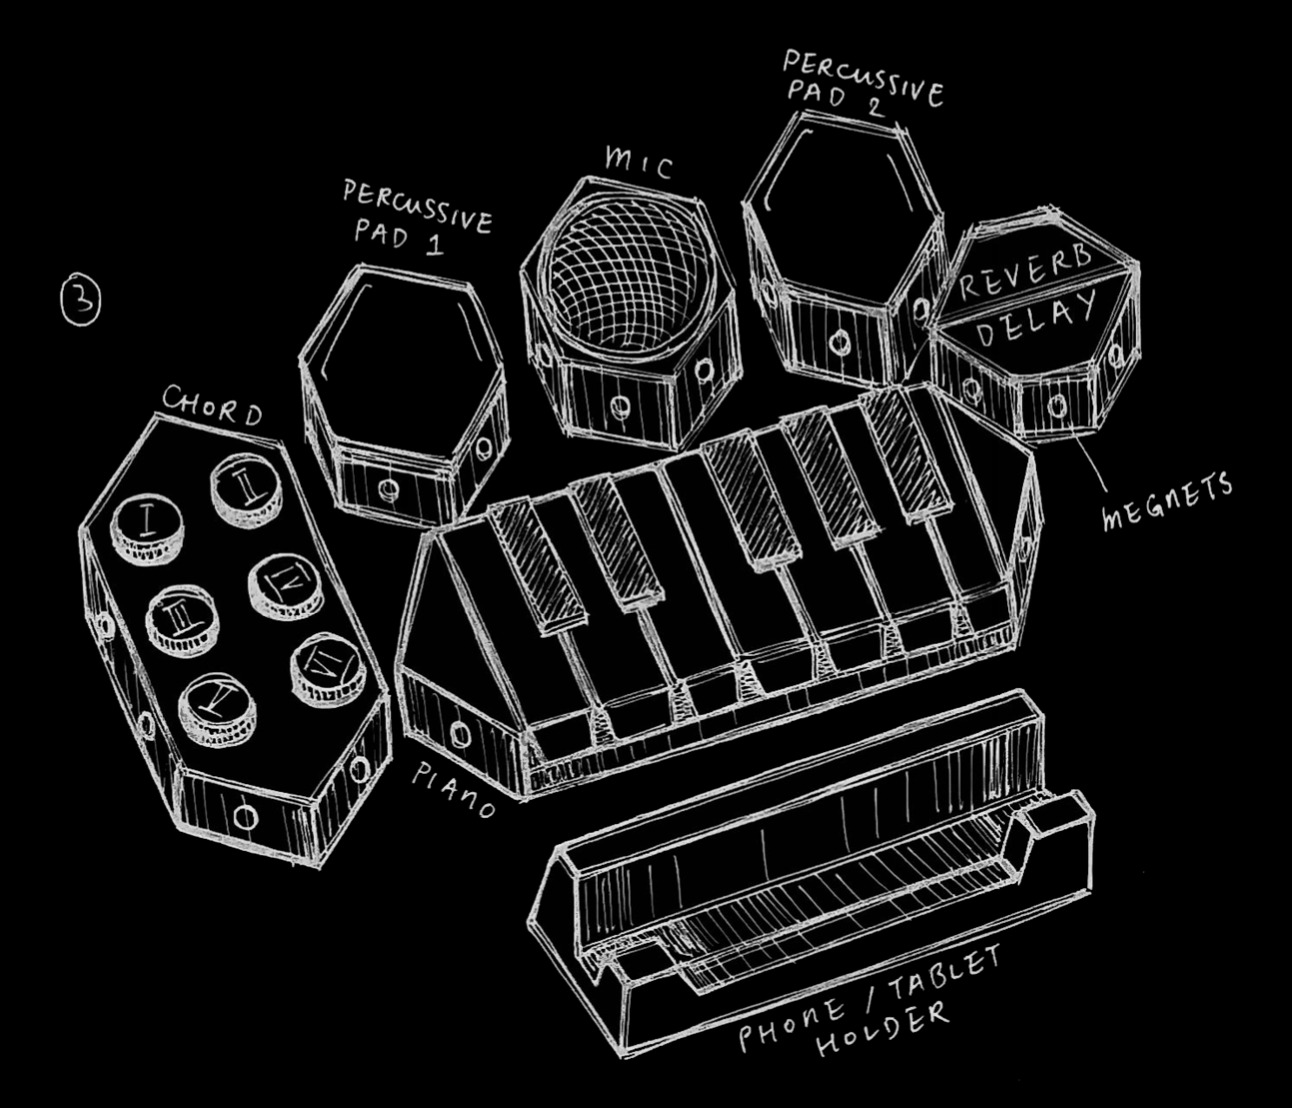 PERCUSSIVE
PAD 2
MIC
PERCUSSIVE
PAD 1
REVERB
DELAY
3
CHORD
I
II
III
IV
V
VI
MEGNETS
PIANO
PHONE / TABLET
HOLDER